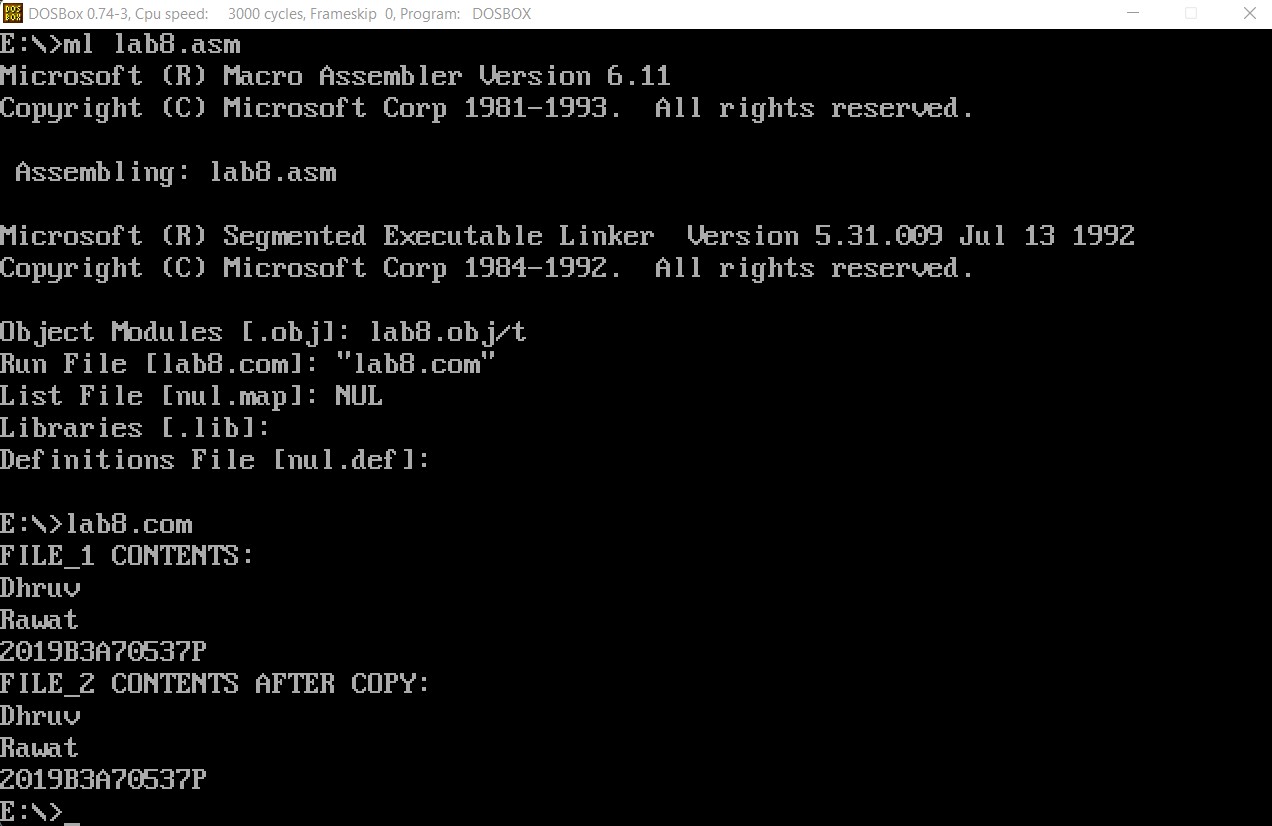 DOSBox 0.74-3, Cpu speed: 3000 cycles, Frameskip 0, Program: DOSBOX
E:\>ml lab8.asm
Microsoft (R) Macro Assembler Version 6.11
Copyright (C) Microsoft Corp 1981-1993. All rights reserved.
Assembling: lab8.asm
Microsoft (R) Segmented Executable Linker Version 5.31.009 Jul 13 1992
Copyright (C) Microsoft Corp 1984-1992. All rights reserved.
Object Modules [.obj]: lab8.obj/t
Run File [lab8.com]: "lab8.com"
List File [nul.map]: NUL
Libraries [.lib]:
Definitions File [nul.def]:
E:\>lab8.com
FILE_1 CONTENTS:
Dhruv
Rawat
2019B3A70537P
FILE_2 CONTENTS AFTER COPY:
Dhruv
Rawat
2019B3A70537P
E:\>_